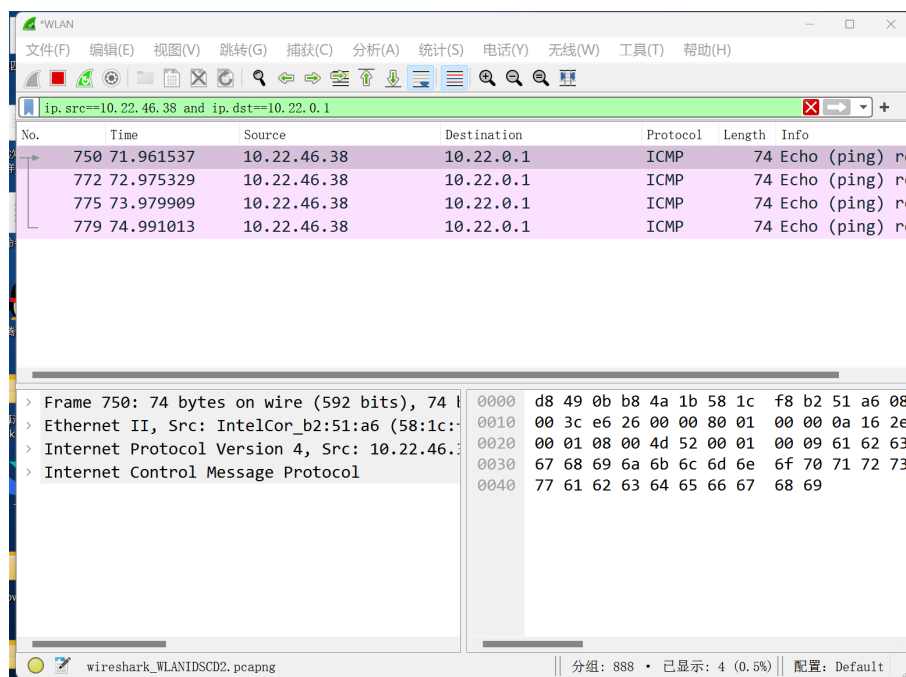 *WLAN
文件(F) 编辑(E) 视图(V) 跳转(G) 捕获(C) 分析(A) 统计(S) 电话(Y) 无线(W) 工具(T) 帮助(H)
ip.src==10.22.46.38 and ip.dst==10.22.0.1
No. Time Source Destination Protocol Length Info
750 71.961537 10.22.46.38 10.22.0.1 ICMP 74 Echo (ping) r
772 72.975329 10.22.46.38 10.22.0.1 ICMP 74 Echo (ping) r
775 73.979909 10.22.46.38 10.22.0.1 ICMP 74 Echo (ping) r
779 74.991013 10.22.46.38 10.22.0.1 ICMP 74 Echo (ping) r
Frame 750: 74 bytes on wire (592 bits), 74
Ethernet II, Src: IntelCor_b2:51:a6 (58:1c:
Internet Protocol Version 4, Src: 10.22.46.
Internet Control Message Protocol
0000 d8 49 0b b8 4a 1b 58 1c f8 b2 51 a6 08
0010 00 3c e6 26 00 00 80 01 00 00 0a 16 2e
0020 00 01 08 00 4d 52 00 01 00 09 61 62 63
0030 67 68 69 6a 6b 6c 6d 6e 6f 70 71 72 73
0040 77 61 62 63 64 65 66 67 68 69
wireshark_WLANIDSCD2.pcapng 分组: 888 • 已显示: 4 (0.5%) 配置: Default